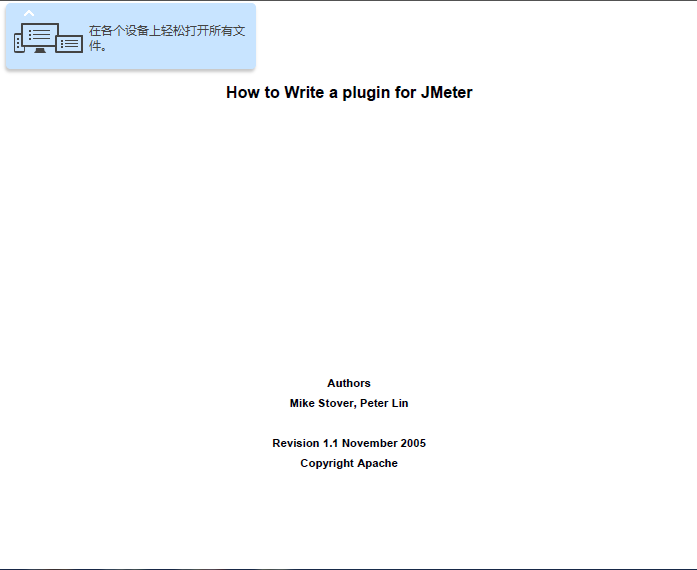 在各个设备上轻松打开所有文
件。
How to Write a plugin for JMeter
Authors
Mike Stover, Peter Lin
Revision 1.1 November 2005
Copyright Apache